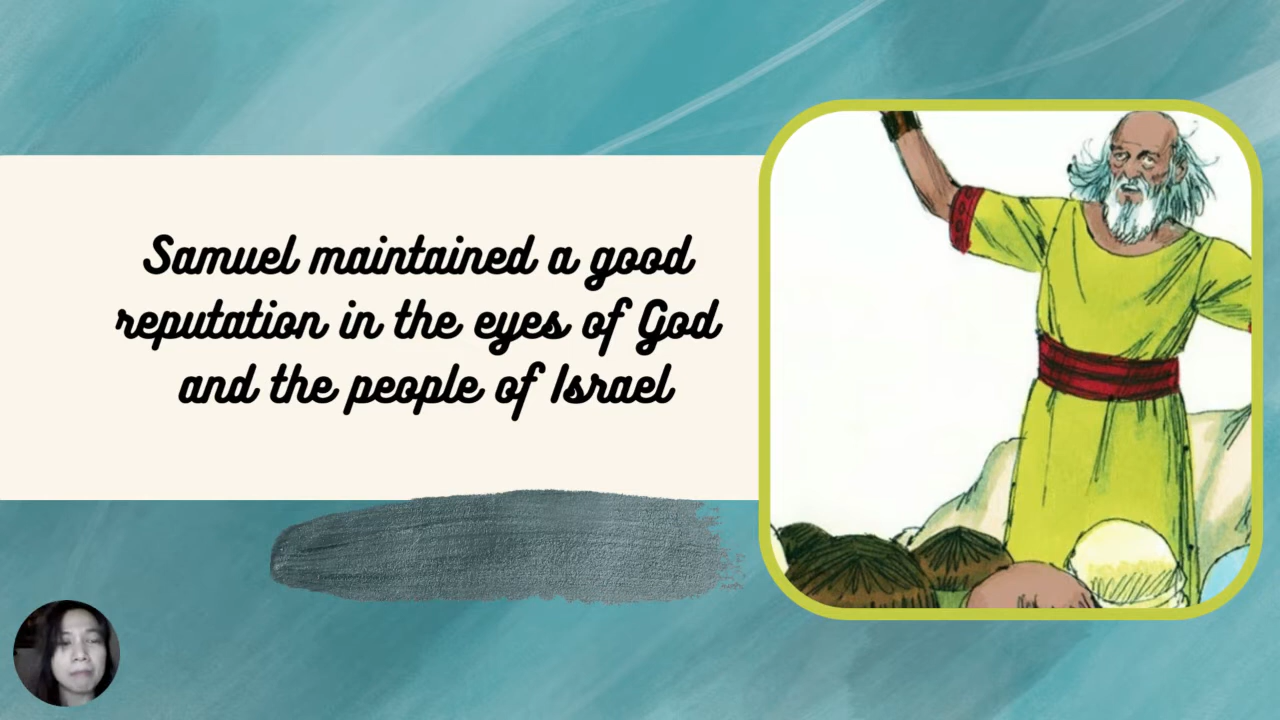 Samuel maintained a good
reputation in the eyes of God
and the people of Israel